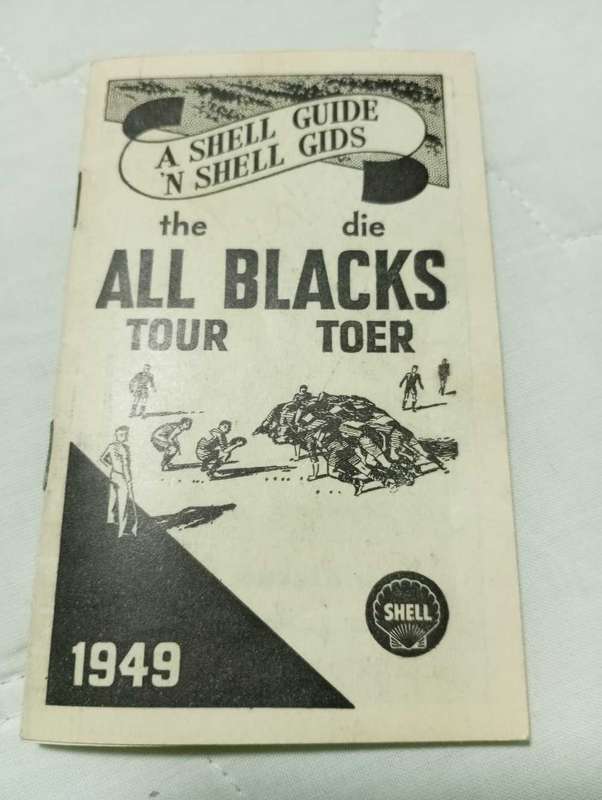 A SHELL GUIDE
'N SHELL GIDS
the die
ALL BLACKS
TOUR TOER
SHELL
1949